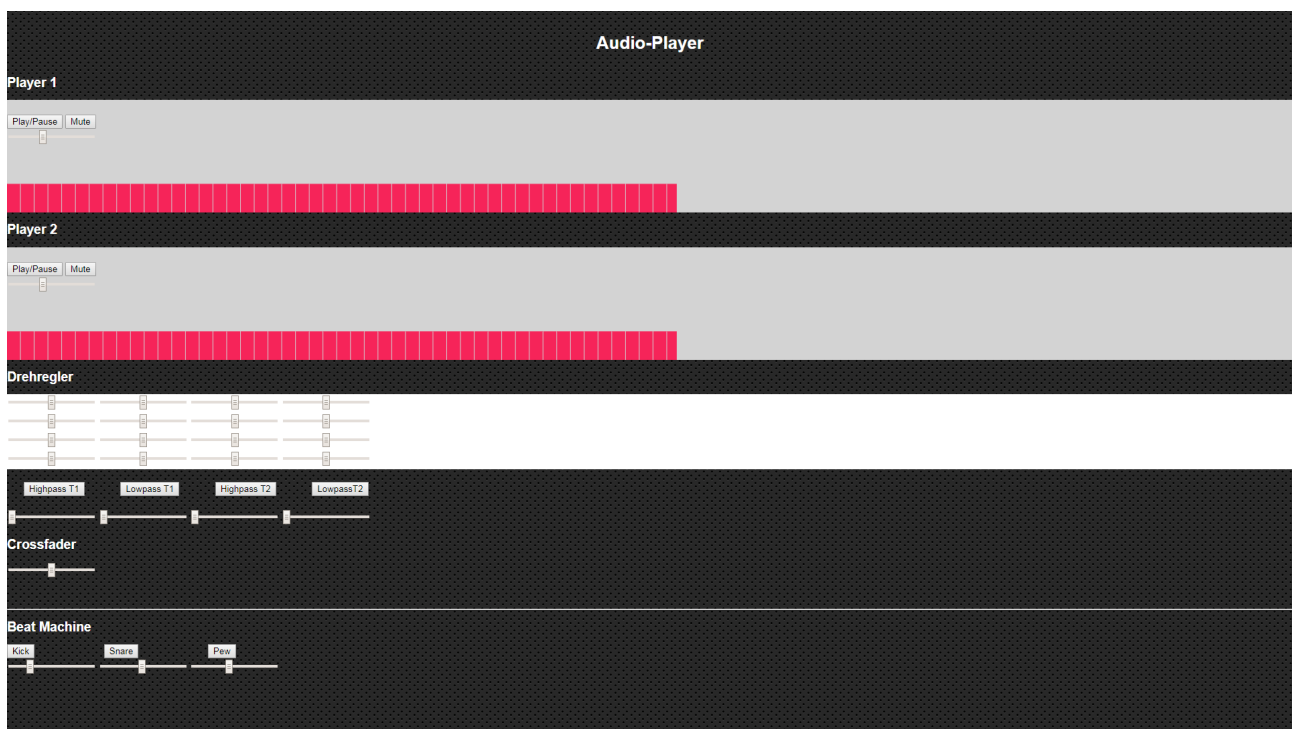 Audio-Player
Player 1
Play/Pause Mute
Player 2
Play/Pause Mute
Drehregler
Highpass T1 Lowpass T1 Highpass T2 LowpassT2
Crossfader
Beat Machine
Kick Snare Pew